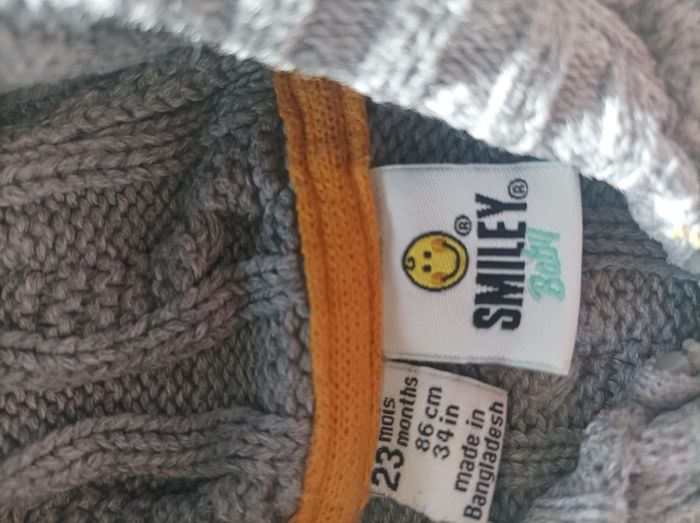 ®
SMILEY®
Baby
23 mois
months
86 cm
34 in
made in
Bangladesh